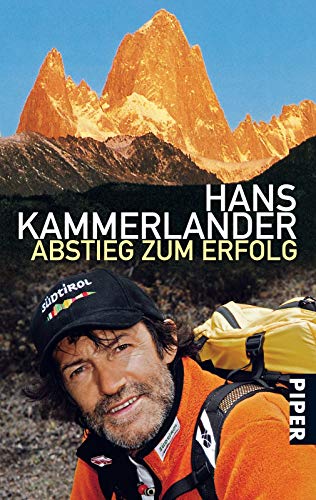 HANS
KAMMERLANDER
ABSTIEG ZUM ERFOLG
SÜDTIROL
PIPER